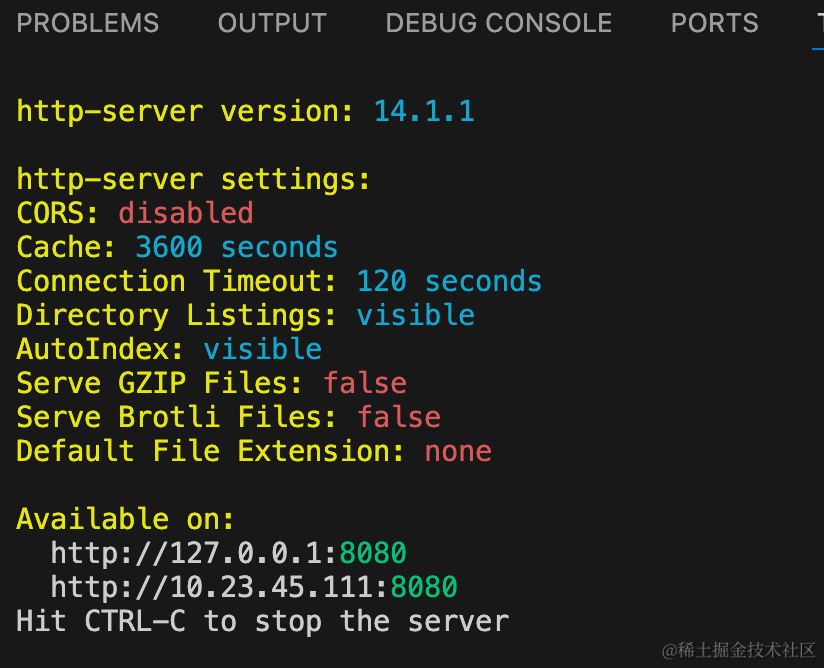 PROBLEMS OUTPUT DEBUG CONSOLE PORTS
http-server version: 14.1.1
http-server settings:
CORS: disabled
Cache: 3600 seconds
Connection Timeout: 120 seconds
Directory Listings: visible
AutoIndex: visible
Serve GZIP Files: false
Serve Brotli Files: false
Default File Extension: none
Available on:
http://127.0.0.1:8080
http://10.23.45.111:8080
Hit CTRL-C to stop the server
@稀土掘金技术社区